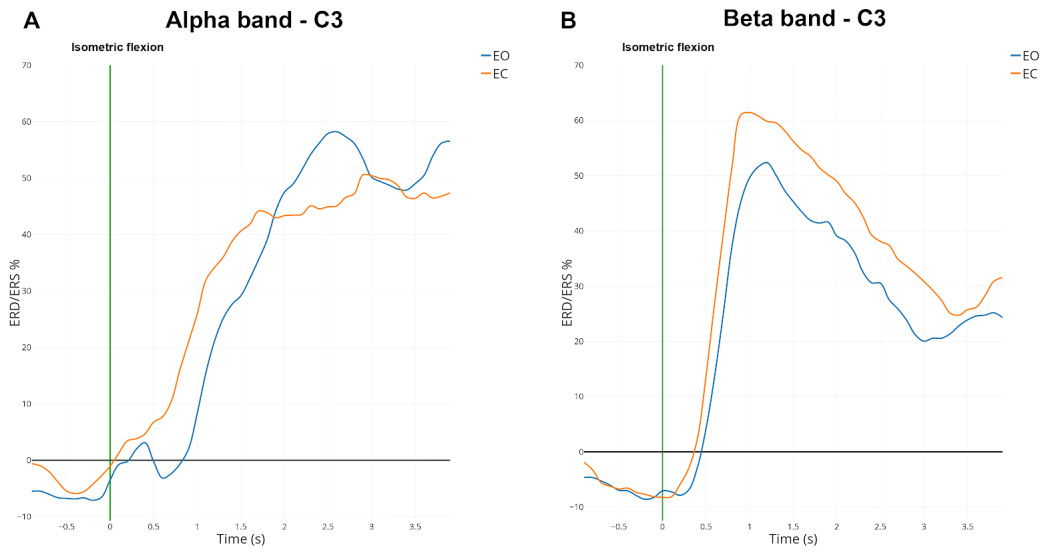 A
Alpha band - C3
Isometric flexion
EO
EC
70
60
50
40
30
20
10
0
−10
ERD/ERS %
−0.5 0 0.5 1 1.5 2 2.5 3 3.5
Time (s)
B
Beta band - C3
Isometric flexion
EO
EC
70
60
50
40
30
20
10
0
−10
ERD/ERS %
−0.5 0 0.5 1 1.5 2 2.5 3 3.5
Time (s)